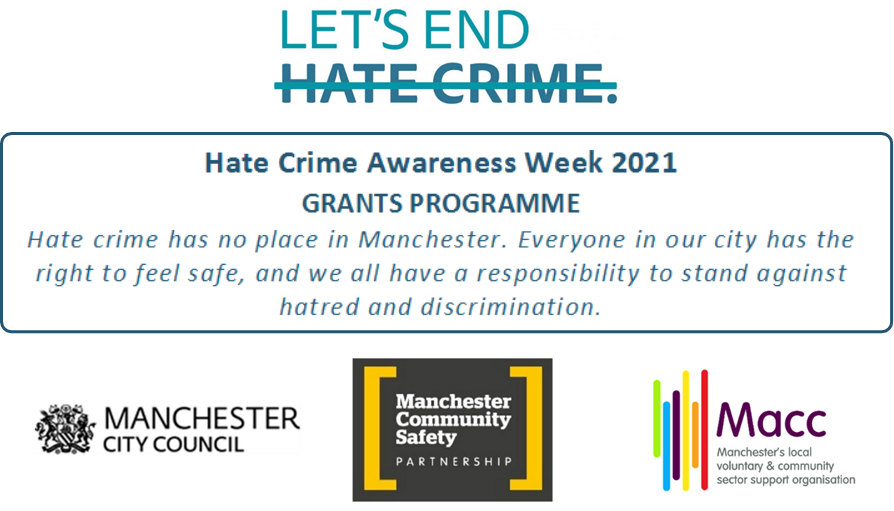 LET'S END
HATE CRIME.
Hate Crime Awareness Week 2021
GRANTS PROGRAMME
Hate crime has no place in Manchester. Everyone in our city has the
right to feel safe, and we all have a responsibility to stand against
hatred and discrimination.
MANCHESTER
CITY COUNCIL
Manchester
Community
Safety
PARTNERSHIP
Macc
Manchester's local
voluntary & community
sector support organisation